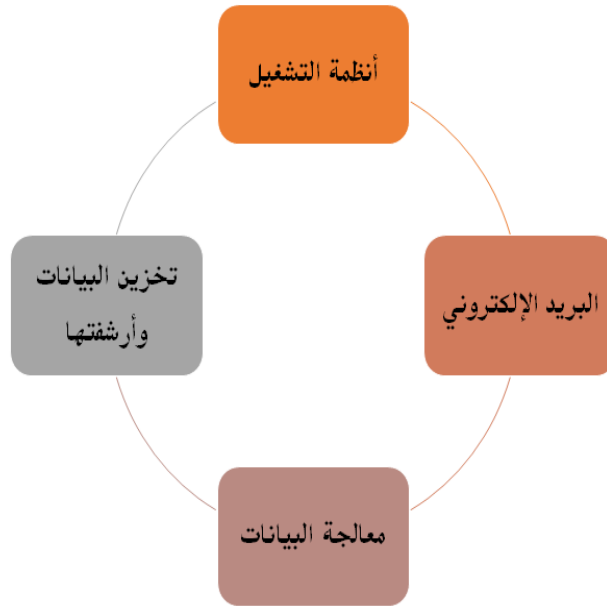 أنظمة التشغيل
البريد الإلكتروني
معالجة البيانات
تخزين البيانات
وأرشفتها